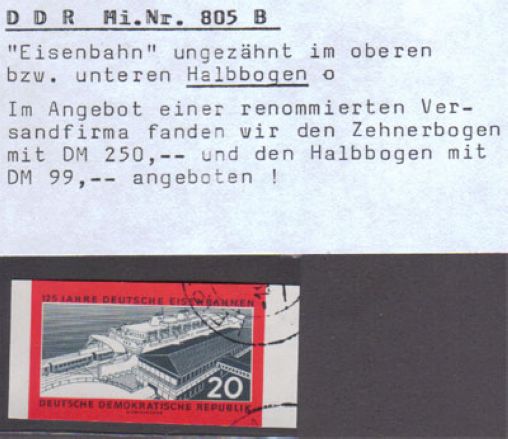 D D R Mi.Nr. 805 B
"Eisenbahn" ungezähnt im oberen
bzw. unteren Halbbogen o
Im Angebot einer renommierten Ver-
sandfirma fanden wir den Zehnerbogen
mit DM 250,-- und den Halbbogen mit
DM 99,-- angeboten !
125 JAHRE DEUTSCHE EISENBAHNEN
20
DEUTSCHE DEMOKRATISCHE REPUBLIK